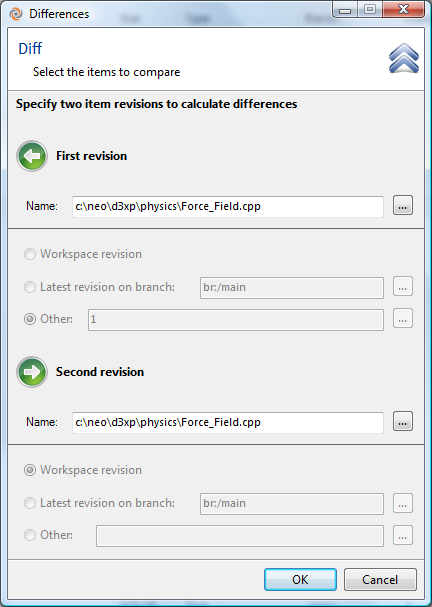 Differences
Diff
Select the items to compare
Specify two item revisions to calculate differences
First revision
Name: c:\neo\d3xp\physics\Force_Field.cpp ...
Workspace revision
Latest revision on branch: br:/main ...
Other: 1 ...
Second revision
Name: c:\neo\d3xp\physics\Force_Field.cpp ...
Workspace revision
Latest revision on branch: br:/main ...
Other: ...
OK Cancel